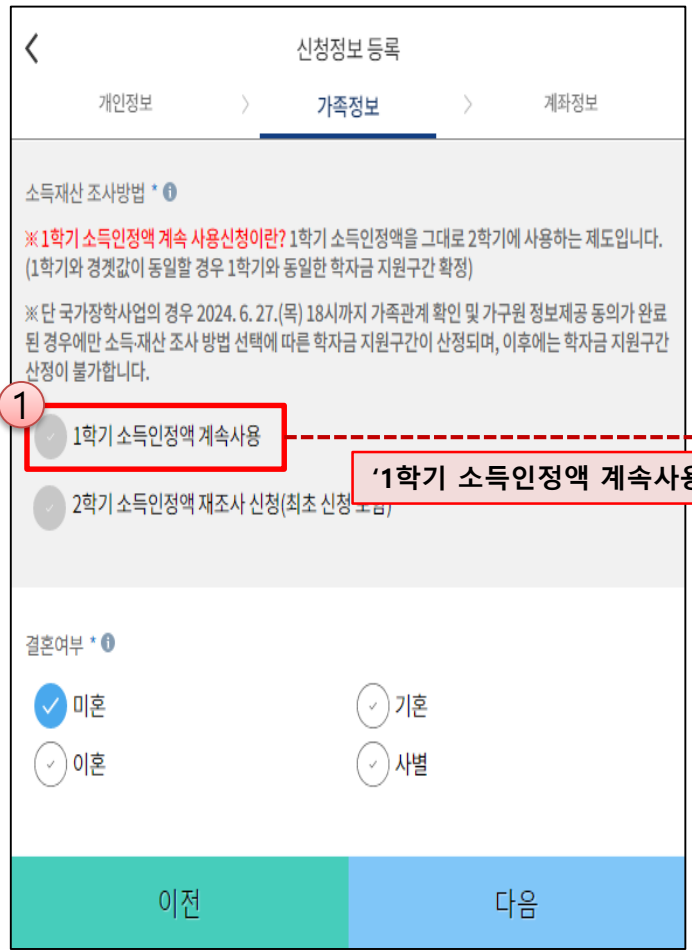 신청정보 등록
개인정보 〉 가족정보 〉 계좌정보
소득재산 조사방법 *
※ 1학기 소득인정액 계속 사용신청이란? 1학기 소득인정액을 그대로 2학기에 사용하는 제도입니다.
(1학기와 경곗값이 동일할 경우 1학기와 동일한 학자금 지원구간 확정)
※ 단 국가장학사업의 경우 2024. 6. 27.(목) 18시까지 가족관계 확인 및 가구원 정보제공 동의가 완료
된 경우에만 소득·재산 조사 방법 선택에 따른 학자금 지원구간이 산정되며, 이후에는 학자금 지원구간
산정이 불가합니다.
1
1학기 소득인정액 계속사용
‘1학기 소득인정액 계속사용
2학기 소득인정액 재조사 신청(최초 신청
결혼여부 *
미혼 기혼
이혼 사별
이전 다음